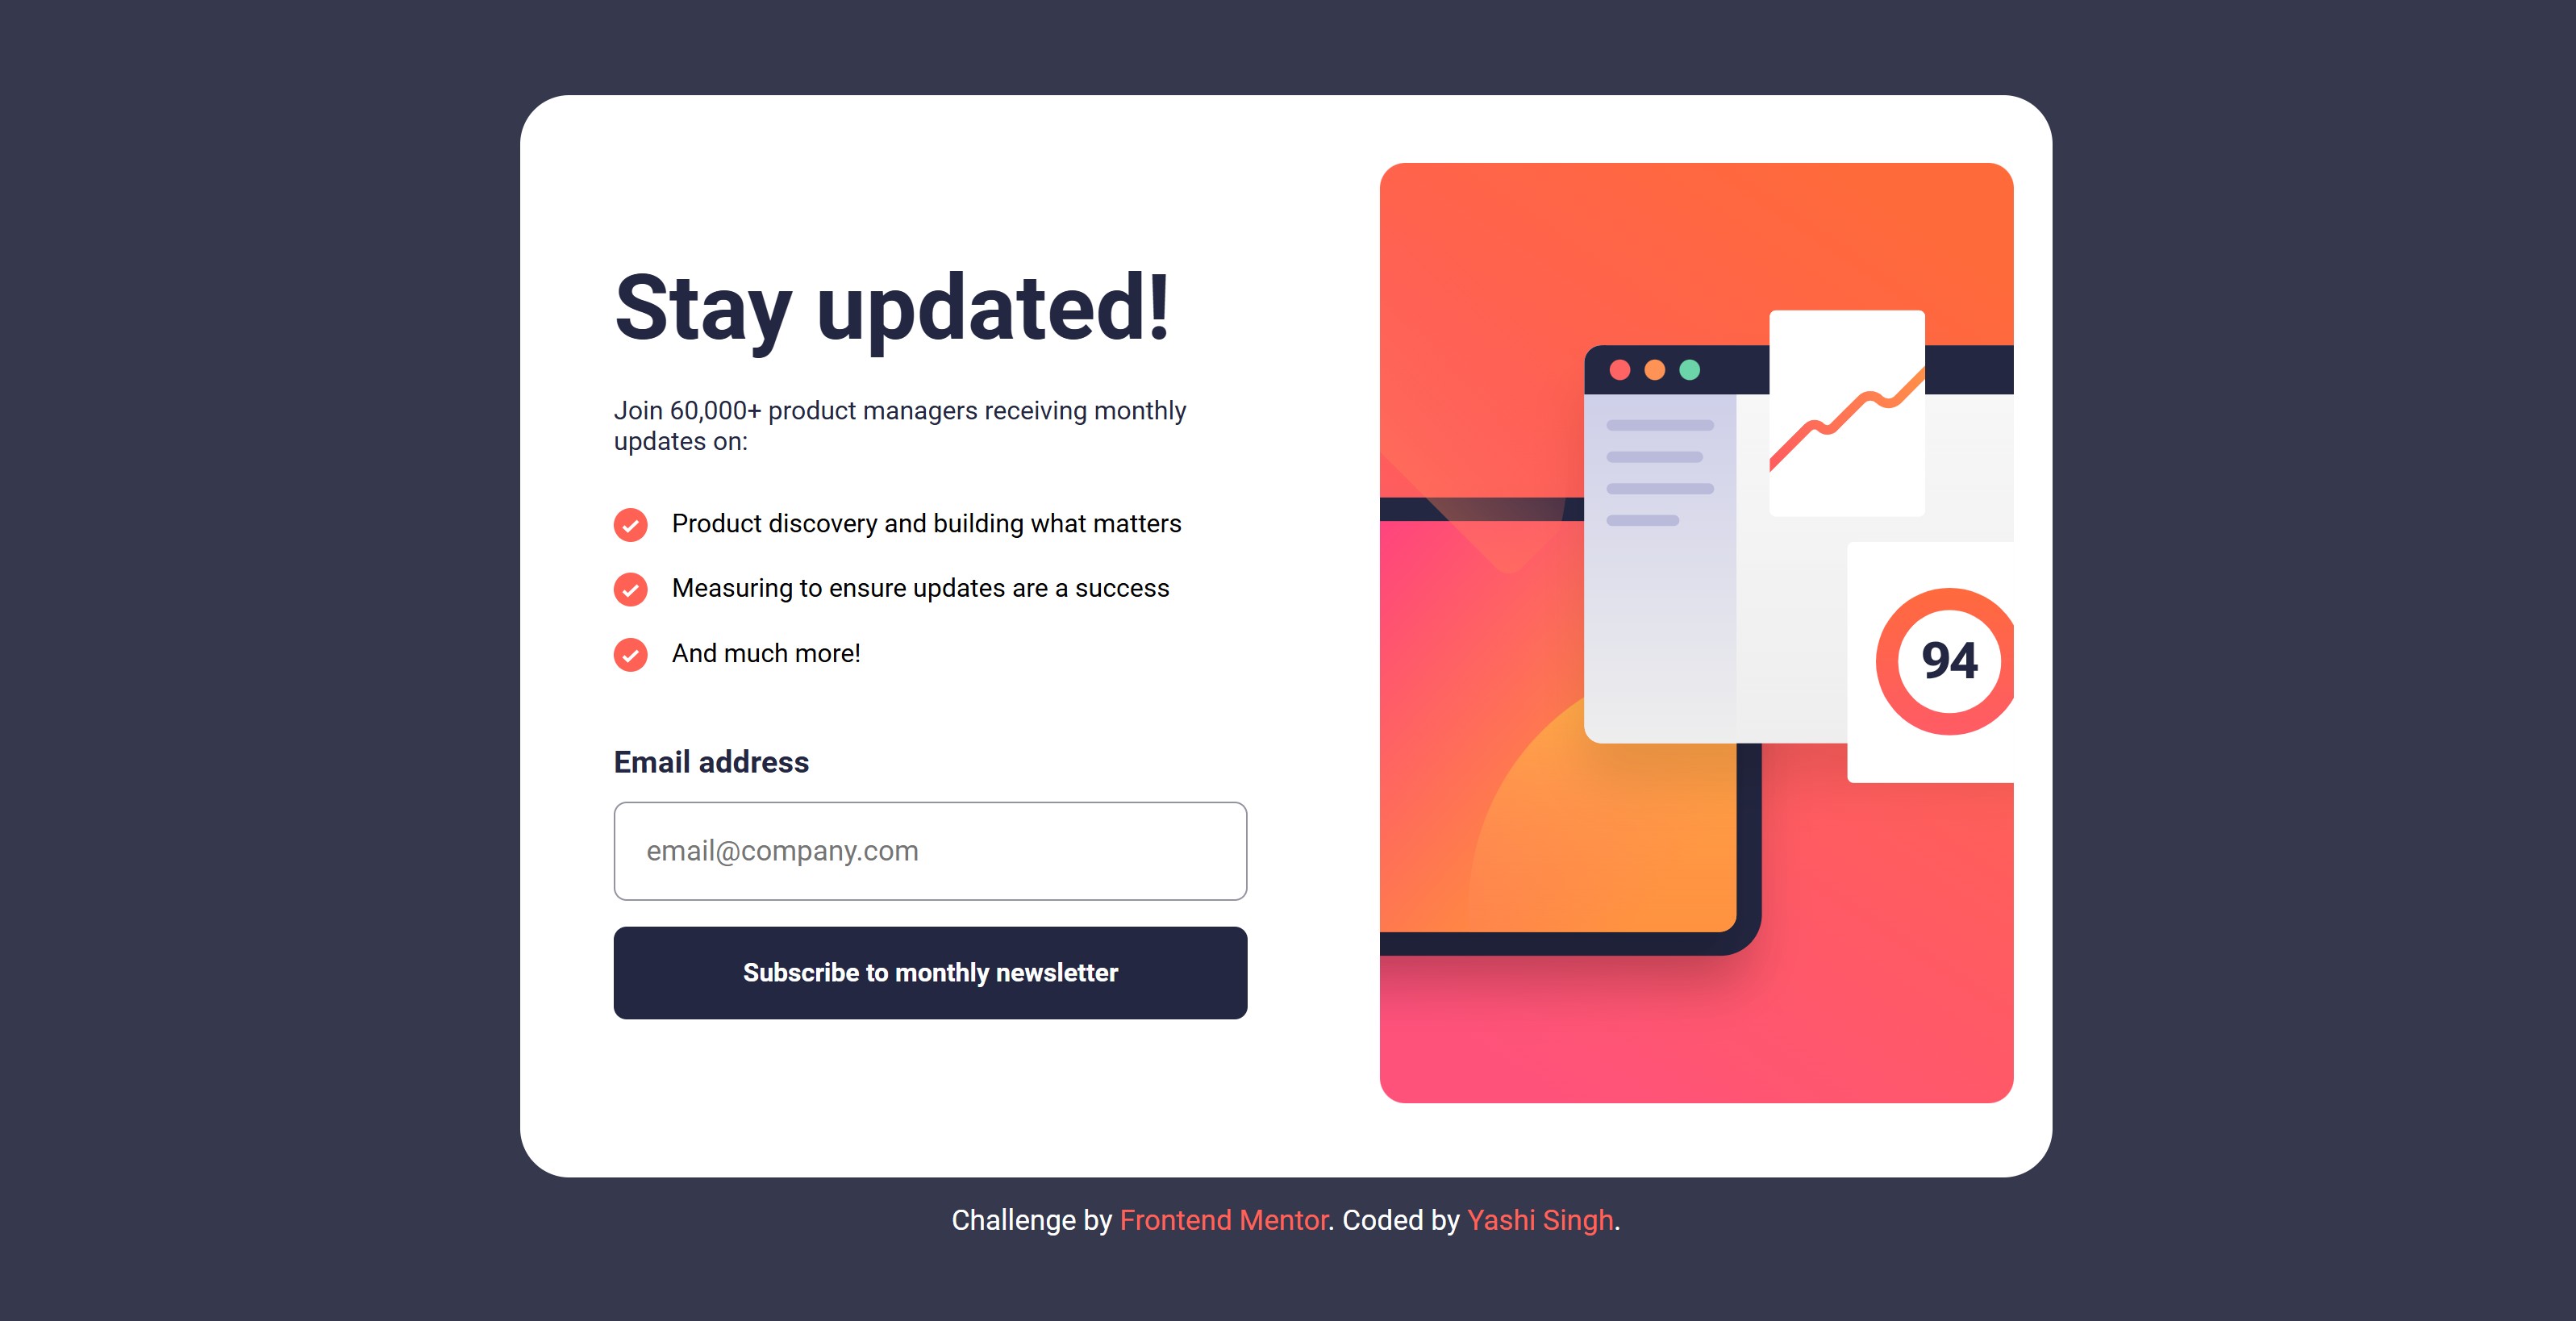 Stay updated!
Join 60,000+ product managers receiving monthly
updates on:
Product discovery and building what matters
Measuring to ensure updates are a success
And much more!
Email address
email@company.com
Subscribe to monthly newsletter
94
Challenge by Frontend Mentor. Coded by Yashi Singh.